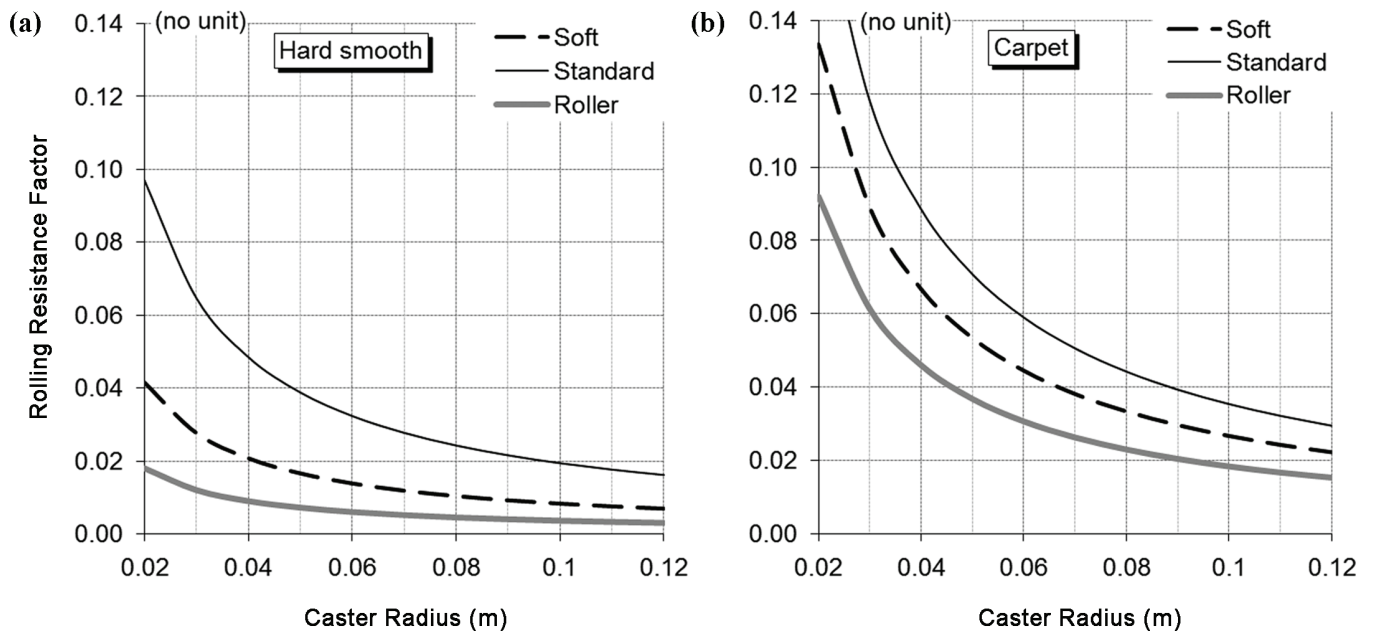 (a)
(no unit)
Hard smooth
Soft
Standard
Roller
0.14
0.12
0.10
0.08
0.06
0.04
0.02
0.00
0.02 0.04 0.06 0.08 0.1 0.12
Rolling Resistance Factor
Caster Radius (m)
(b)
(no unit)
Carpet
Soft
Standard
Roller
0.14
0.12
0.10
0.08
0.06
0.04
0.02
0.00
0.02 0.04 0.06 0.08 0.1 0.12
Caster Radius (m)